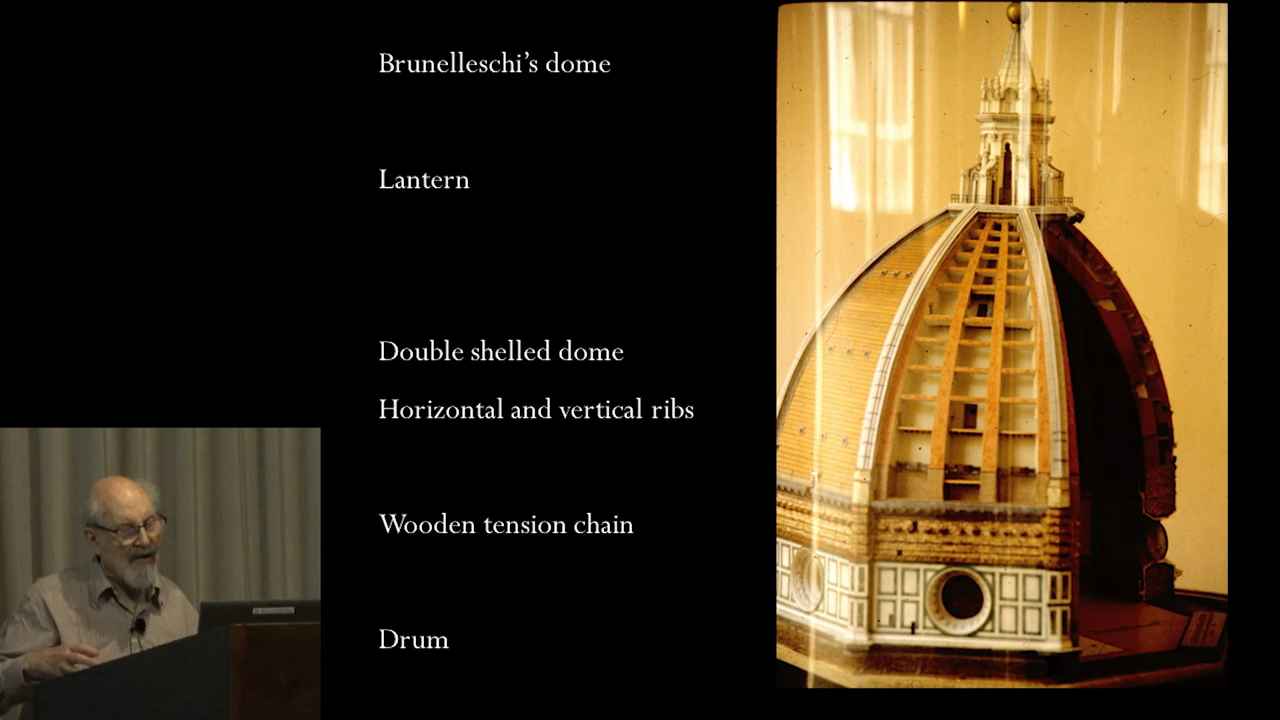 Brunelleschi’s dome
Lantern
Double shelled dome
Horizontal and vertical ribs
Wooden tension chain
Drum